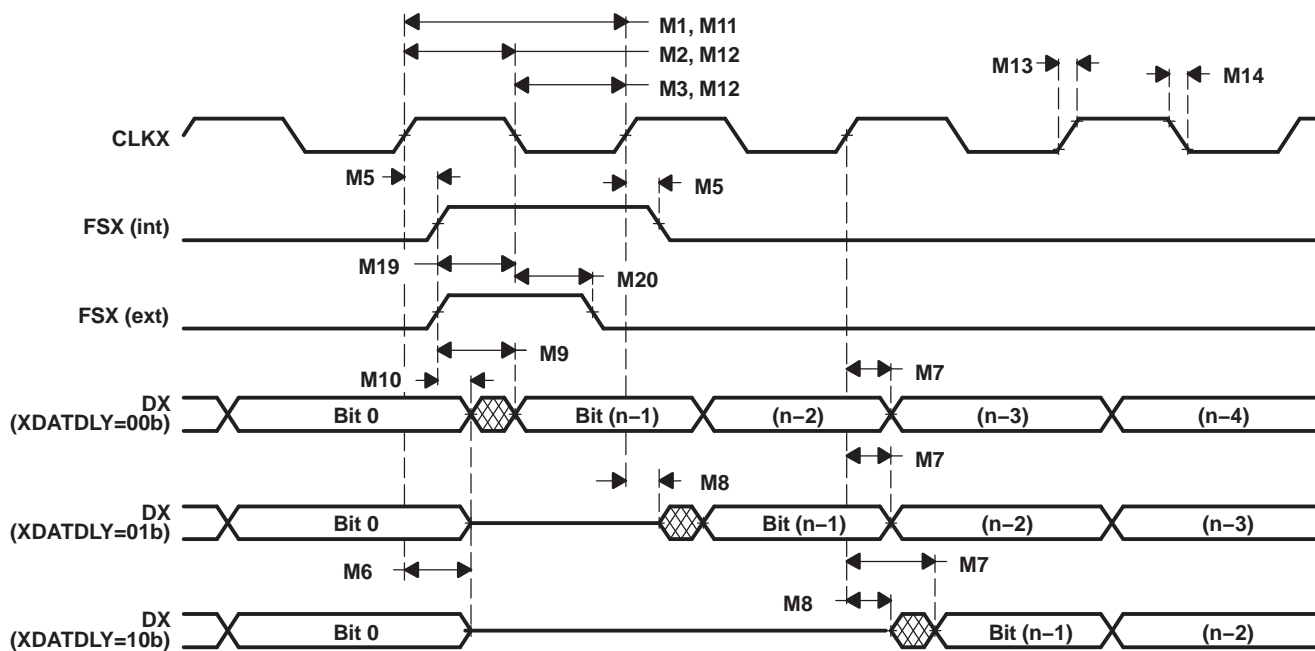 M1, M11
M2, M12
M3, M12
M13
M14
CLKX
M5
M5
FSX (int)
M19
M20
FSX (ext)
M9
M10
M7
DX
(XDATDLY=00b)
Bit 0
Bit (n−1)
(n−2)
(n−3)
(n−4)
M7
M8
DX
(XDATDLY=01b)
Bit 0
Bit (n−1)
(n−2)
(n−3)
M6
M7
M8
DX
(XDATDLY=10b)
Bit 0
Bit (n−1)
(n−2)